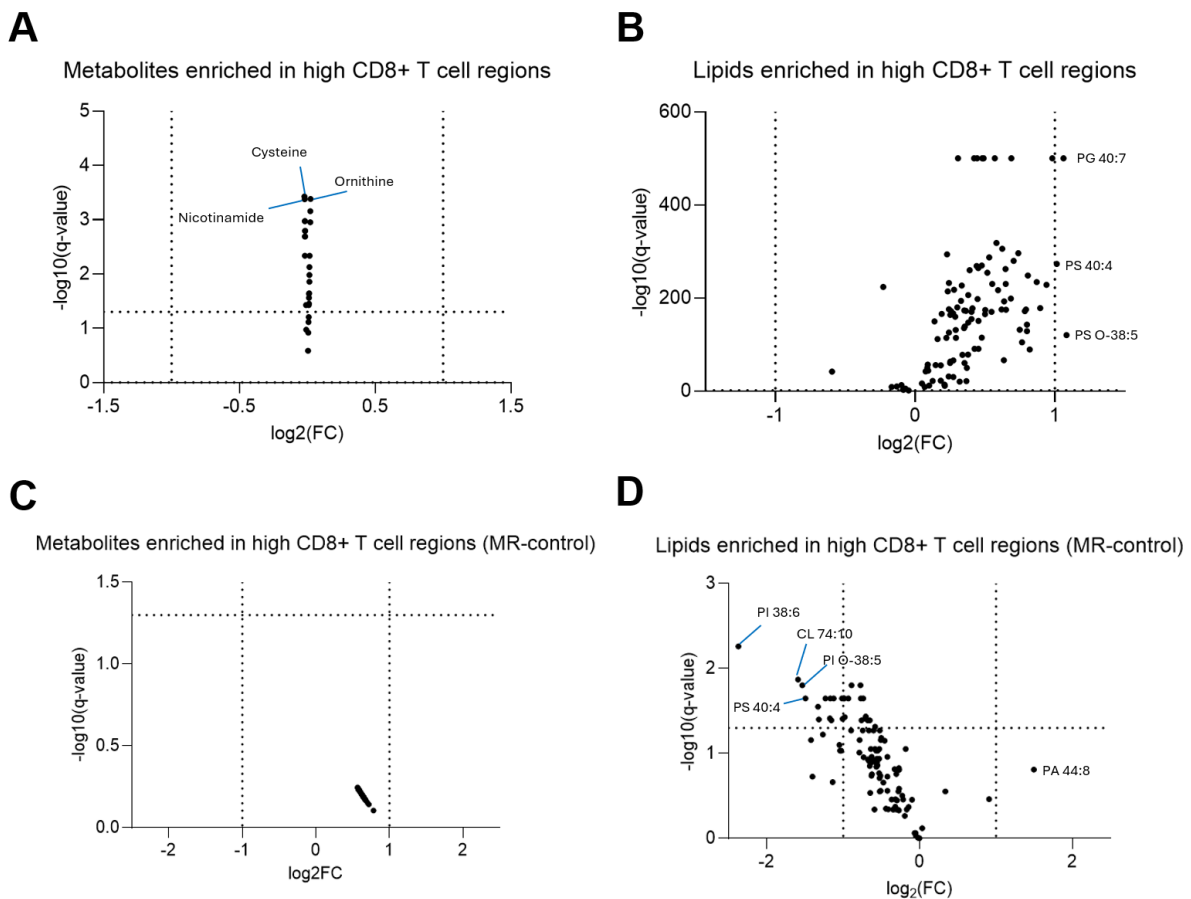 A
Metabolites enriched in high CD8+ T cell regions
5
4
3
2
1
0
-log10(q-value)
Cysteine
Ornithine
Nicotinamide
-1.5
-0.5
0.5
1.5
log2(FC)
B
Lipids enriched in high CD8+ T cell regions
600
400
200
0
-log10(q-value)
PG 40:7
PS 40:4
PS O-38:5
-1
0
1
log2(FC)
C
Metabolites enriched in high CD8+ T cell regions (MR-control)
1.5
1.0
0.5
0.0
-log10(q-value)
-2
-1
0
1
2
log2FC
D
Lipids enriched in high CD8+ T cell regions (MR-control)
3
2
1
0
-log10(q-value)
PI 38:6
CL 74:10
PI O-38:5
PS 40:4
PA 44:8
-2
0
2
log2(FC)